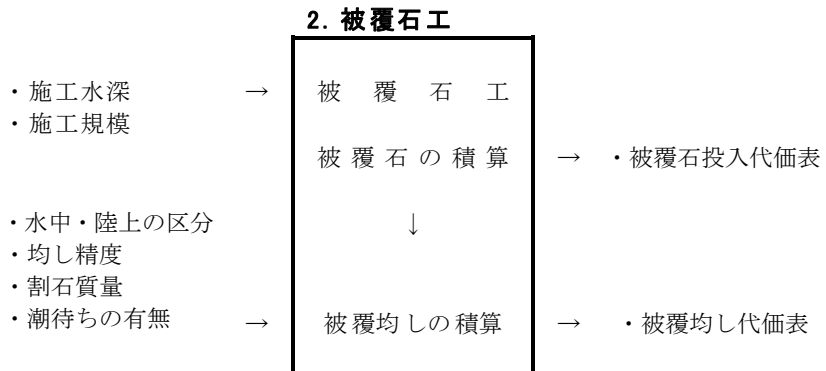 2. 被覆石工
・施工水深 → 被覆石工
・施工規模
被覆石の積算 → ・被覆石投入代価表
・水中・陸上の区分 ↓
・均し精度
・割石質量
・潮待ちの有無 → 被覆均しの積算 → ・被覆均し代価表